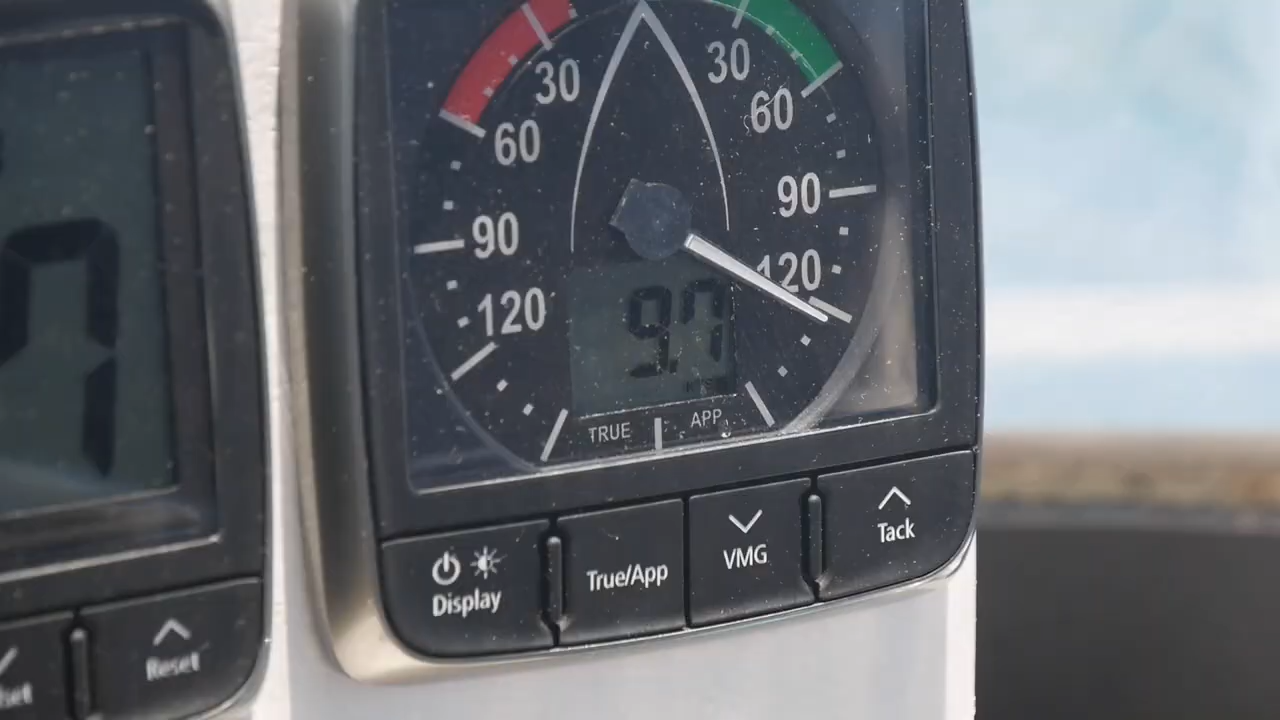 30
30
60
60
90
90
120
120
9.7
TRUE
APP
Display
True/App
VMG
Tack
Reset